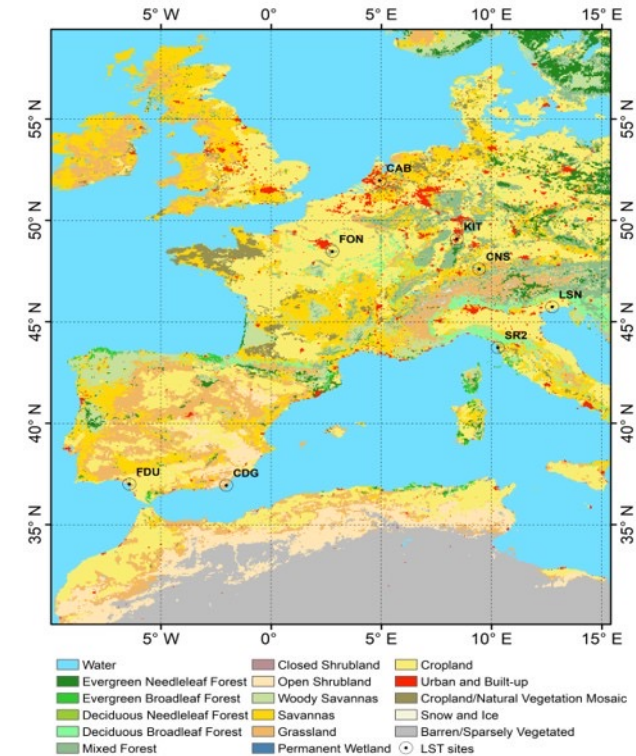 5° W 0° 5° E 10° E 15° E
55° N
55° N
CAB
50° N
50° N
KIT
FON
CNS
LSN
45° N
45° N
SR2
40° N
40° N
FDU
CDG
35° N
35° N
5° W 0° 5° E 10° E 15° E
Water Closed Shrubland Cropland
Evergreen Needleleaf Forest Open Shrubland Urban and Built-up
Evergreen Broadleaf Forest Woody Savannas Cropland/Natural Vegetation Mosaic
Deciduous Needleleaf Forest Savannas Snow and Ice
Deciduous Broadleaf Forest Grassland Barren/Sparsely Vegetated
Mixed Forest Permanent Wetland LST sites